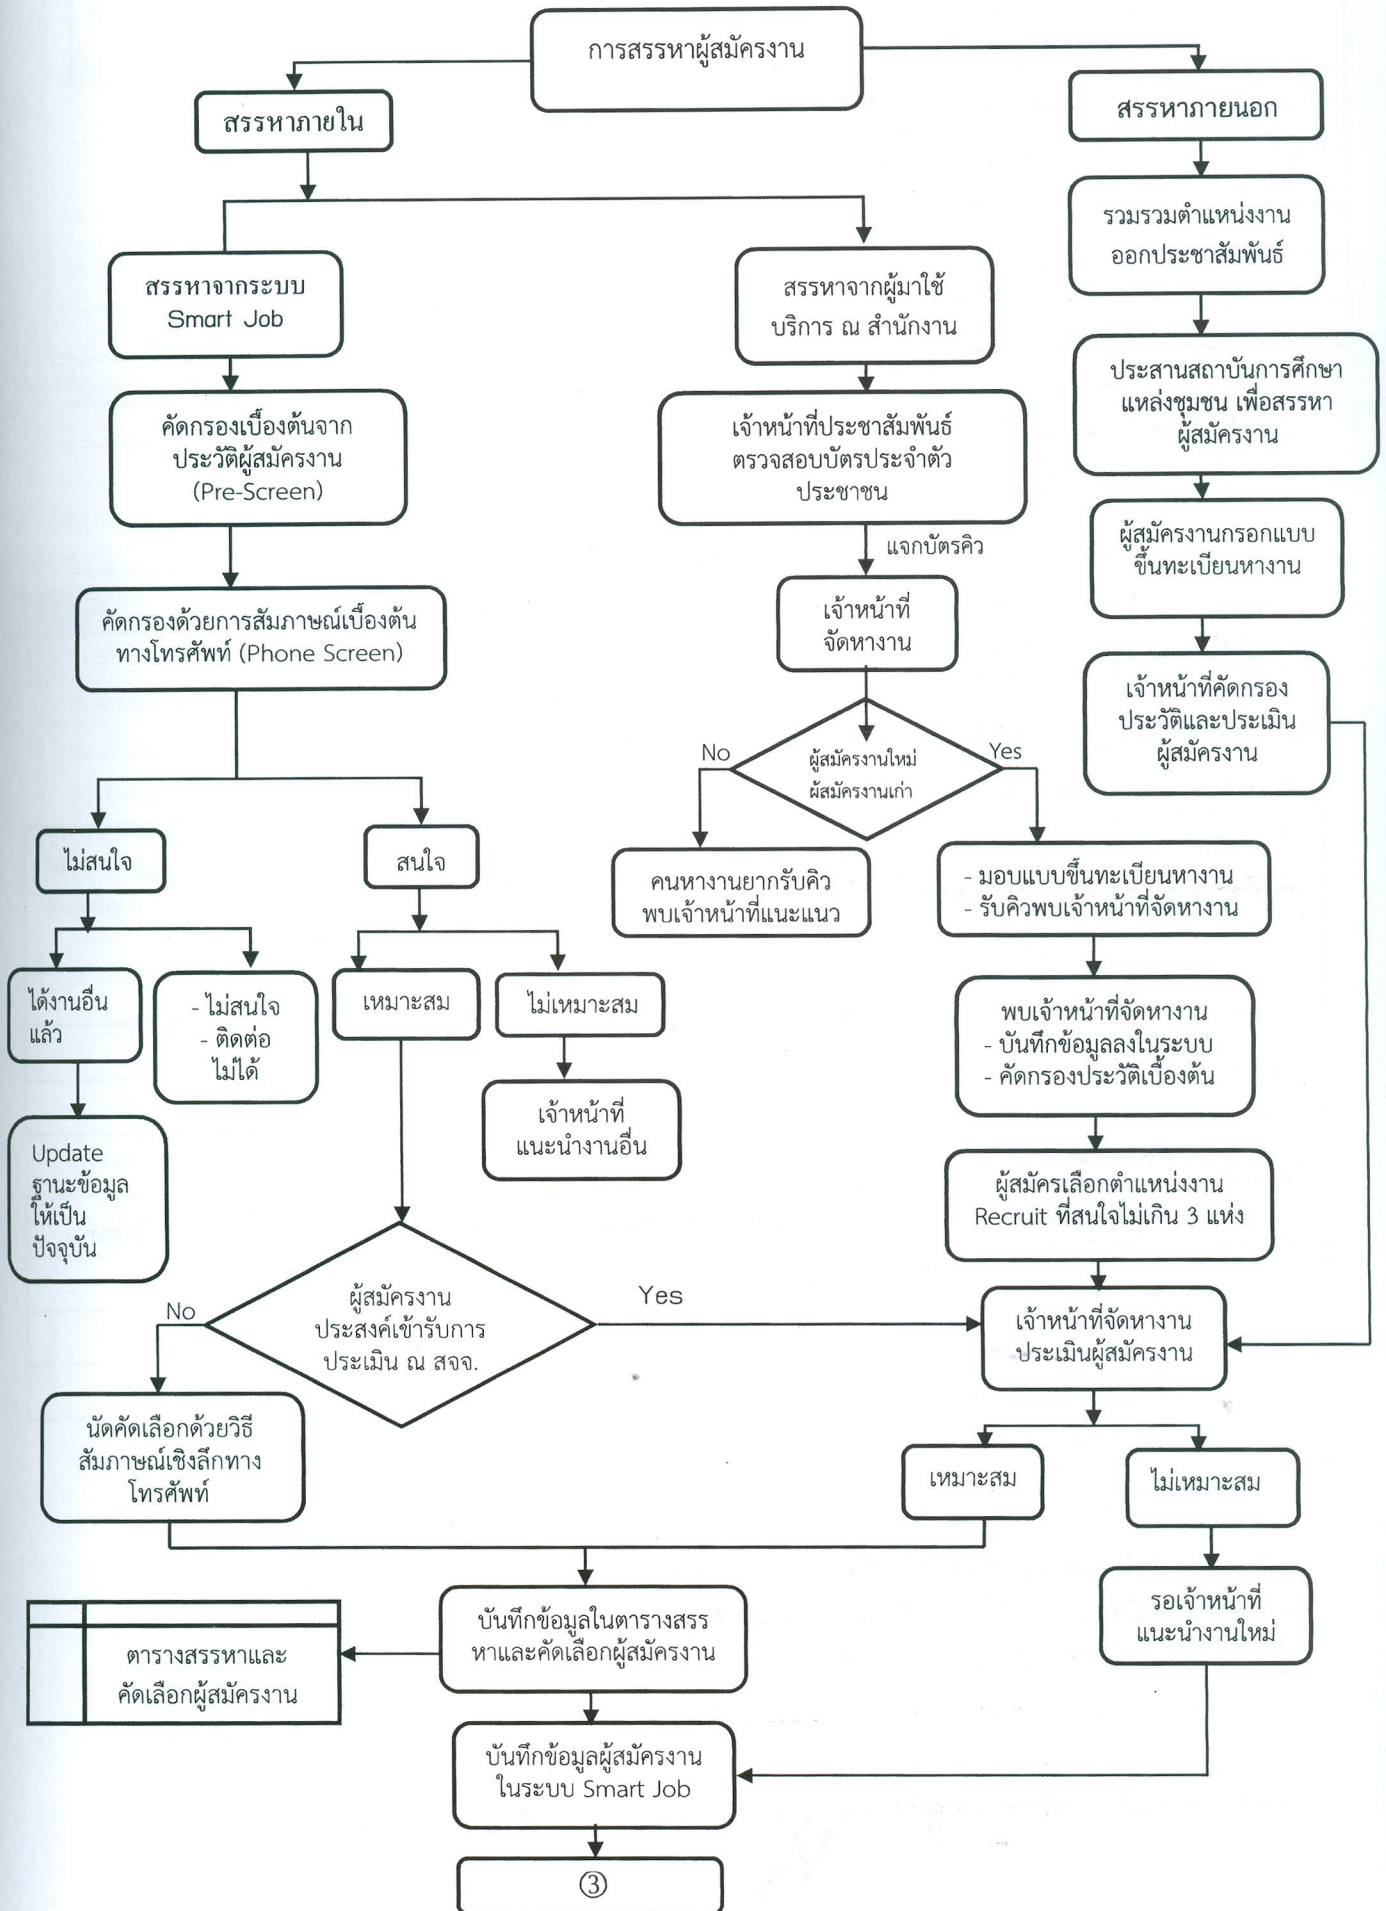 การสรรหาผู้สมัครงาน
สรรหาภายใน
สรรหาภายนอก
รวมรวมตำแหน่งงาน
ออกประชาสัมพันธ์
สรรหาจากระบบ
Smart Job
สรรหาจากผู้มาใช้
บริการ ณ สำนักงาน
ประสานสถาบันการศึกษา
แหล่งชุมชน เพื่อสรรหา
ผู้สมัครงาน
คัดกรองเบื้องต้นจาก
ประวัติผู้สมัครงาน
(Pre-Screen)
เจ้าหน้าที่ประชาสัมพันธ์
ตรวจสอบบัตรประจำตัว
ประชาชน
ผู้สมัครงานกรอกแบบ
ขึ้นทะเบียนหางาน
แจกบัตรคิว
คัดกรองด้วยการสัมภาษณ์เบื้องต้น
ทางโทรศัพท์ (Phone Screen)
เจ้าหน้าที่
จัดหางาน
เจ้าหน้าที่คัดกรอง
ประวัติและประเมิน
ผู้สมัครงาน
No
ผู้สมัครงานใหม่
ผ้สมัครงานเก่า
Yes
ไม่สนใจ
สนใจ
คนหางานยากรับคิว
พบเจ้าหน้าที่แนะแนว
- มอบแบบขึ้นทะเบียนหางาน
- รับคิวพบเจ้าหน้าที่จัดหางาน
ได้งานอื่น
แล้ว
- ไม่สนใจ
- ติดต่อ
ไม่ได้
เหมาะสม
ไม่เหมาะสม
พบเจ้าหน้าที่จัดหางาน
- บันทึกข้อมูลลงในระบบ
- คัดกรองประวัติเบื้องต้น
เจ้าหน้าที่
แนะนำงานอื่น
Update
ฐานะข้อมูล
ให้เป็น
ปัจจุบัน
ผู้สมัครเลือกตำแหน่งงาน
Recruit ที่สนใจไม่เกิน 3 แห่ง
No
ผู้สมัครงาน
ประสงค์เข้ารับการ
ประเมิน ณ สจจ.
Yes
เจ้าหน้าที่จัดหางาน
ประเมินผู้สมัครงาน
นัดคัดเลือกด้วยวิธี
สัมภาษณ์เชิงลึกทาง
โทรศัพท์
เหมาะสม
ไม่เหมาะสม
รอเจ้าหน้าที่
แนะนำงานใหม่
บันทึกข้อมูลในตารางสรร
หาและคัดเลือกผู้สมัครงาน
ตารางสรรหาและ
คัดเลือกผู้สมัครงาน
บันทึกข้อมูลผู้สมัครงาน
ในระบบ Smart Job
③